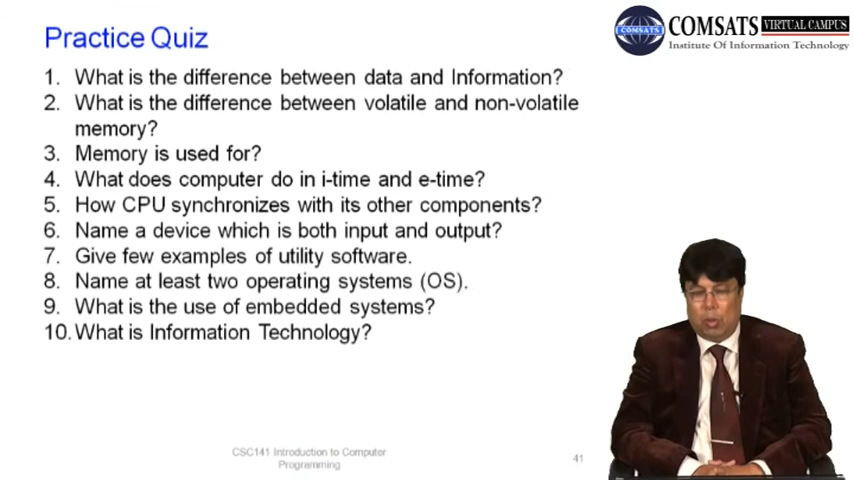 Practice Quiz
COMSATS VIRTUAL CAMPUS
COMSATS
Institute Of Information Technology
1. What is the difference between data and Information?
2. What is the difference between volatile and non-volatile
memory?
3. Memory is used for?
4. What does computer do in i-time and e-time?
5. How CPU synchronizes with its other components?
6. Name a device which is both input and output?
7. Give few examples of utility software.
8. Name at least two operating systems (OS).
9. What is the use of embedded systems?
10. What is Information Technology?
CSC141 Introduction to Computer
Programming
41